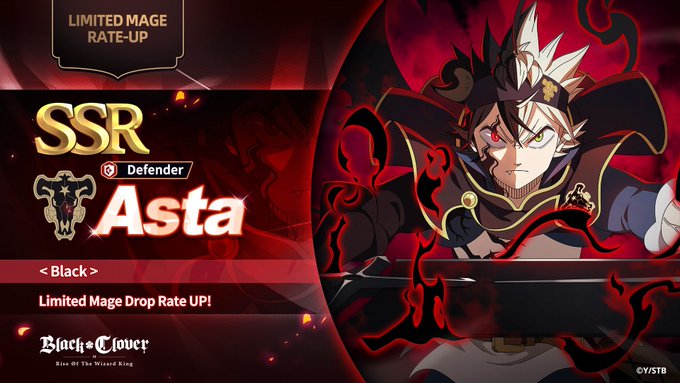 LIMITED MAGE
RATE-UP
SSR
Defender
Asta
< Black >
Limited Mage Drop Rate UP!
Black Clover
M
Rise Of The Wizard King
©Y/STB